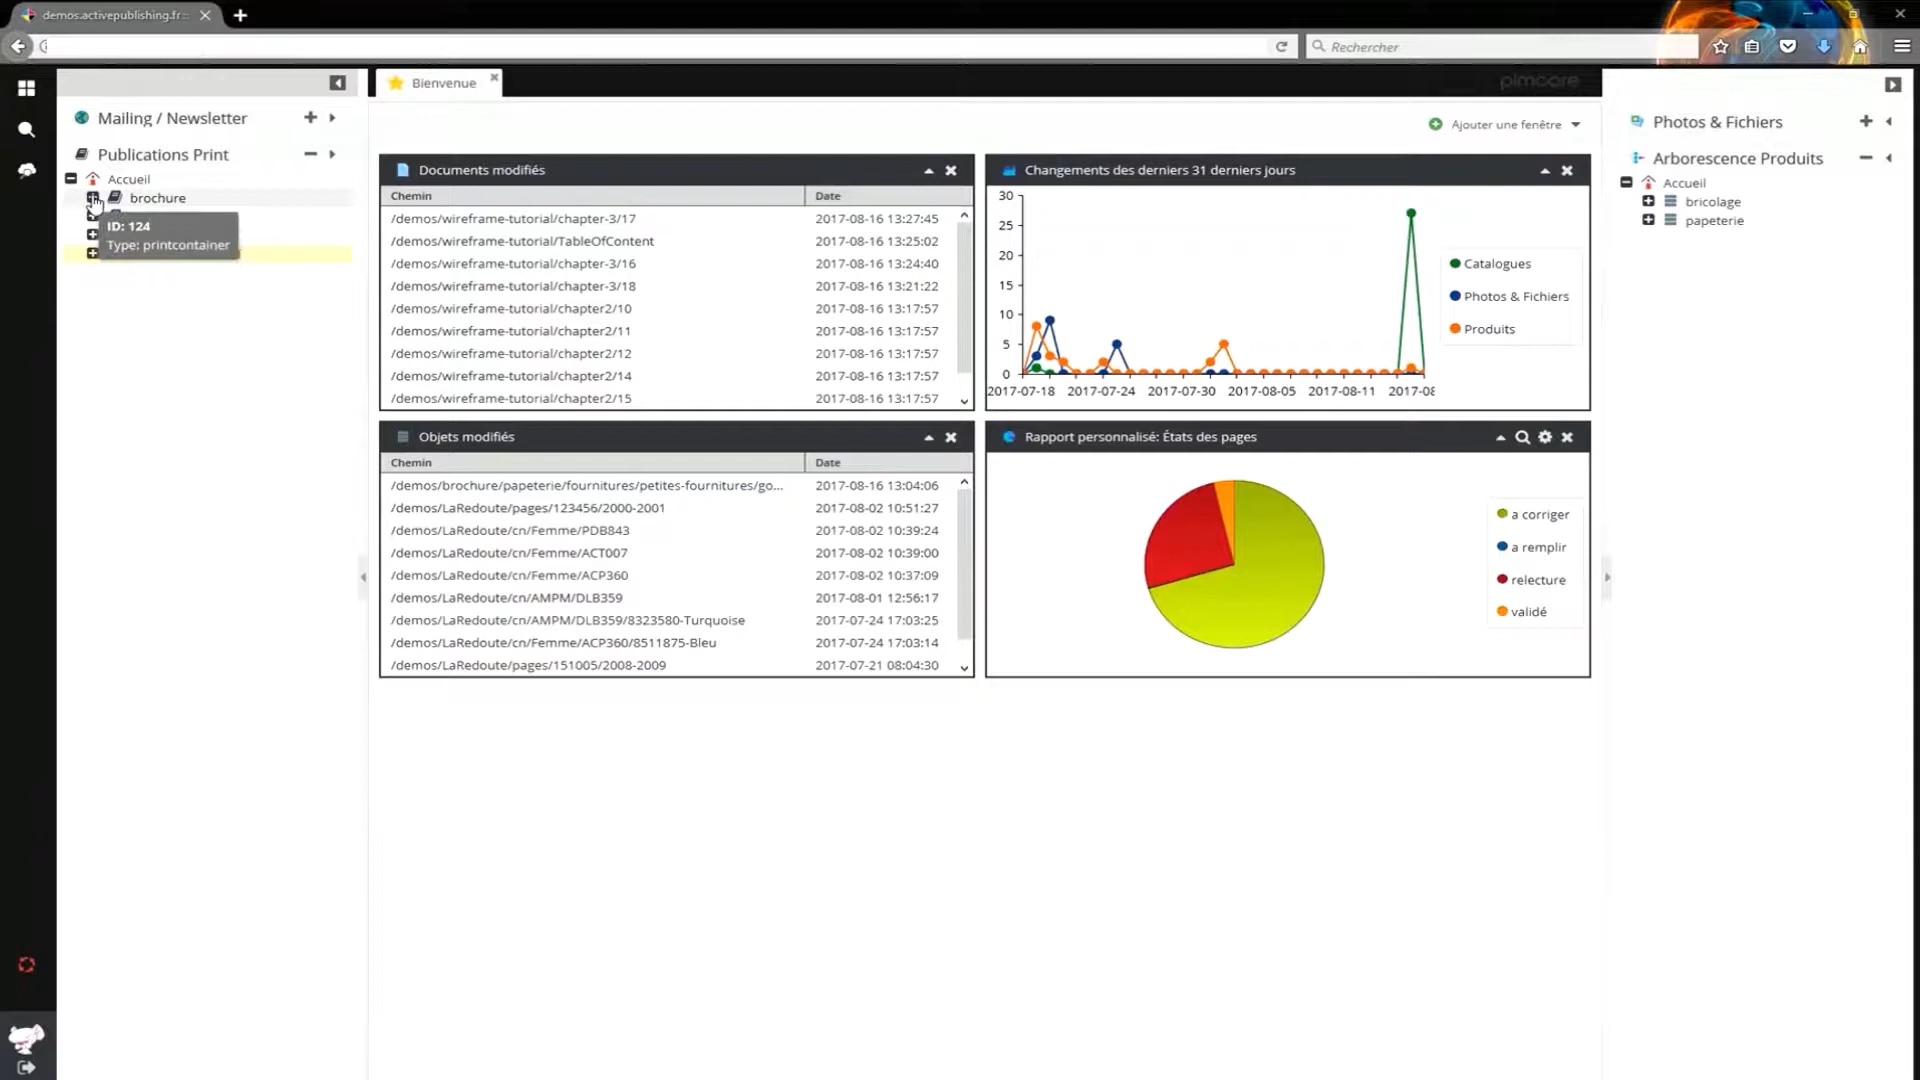 demos.activepublishing.fr::
Rechercher
Mailing / Newsletter
Publications Print
Accueil
brochure
ID: 124
Type: printcontainer
Bienvenue
pimcore
Ajouter une fenêtre
Documents modifiés
Chemin Date
/demos/wireframe-tutorial/chapter-3/17 2017-08-16 13:27:45
/demos/wireframe-tutorial/TableOfContent 2017-08-16 13:25:02
/demos/wireframe-tutorial/chapter-3/16 2017-08-16 13:24:40
/demos/wireframe-tutorial/chapter-3/18 2017-08-16 13:21:22
/demos/wireframe-tutorial/chapter2/10 2017-08-16 13:17:57
/demos/wireframe-tutorial/chapter2/11 2017-08-16 13:17:57
/demos/wireframe-tutorial/chapter2/12 2017-08-16 13:17:57
/demos/wireframe-tutorial/chapter2/14 2017-08-16 13:17:57
/demos/wireframe-tutorial/chapter2/15 2017-08-16 13:17:57
Changements des derniers 31 derniers jours
30
25
20
15
10
5
0
2017-07-18 2017-07-24 2017-07-30 2017-08-05 2017-08-11 2017-08
Catalogues
Photos & Fichiers
Produits
Objets modifiés
Chemin Date
/demos/brochure/papeterie/fournitures/petites-fournitures/go... 2017-08-16 13:04:06
/demos/LaRedoute/pages/123456/2000-2001 2017-08-02 10:51:27
/demos/LaRedoute/cn/Femme/PDB843 2017-08-02 10:39:24
/demos/LaRedoute/cn/Femme/ACT007 2017-08-02 10:39:00
/demos/LaRedoute/cn/Femme/ACP360 2017-08-02 10:37:09
/demos/LaRedoute/cn/AMPM/DLB359 2017-08-01 12:56:17
/demos/LaRedoute/cn/AMPM/DLB359/8323580-Turquoise 2017-07-24 17:03:25
/demos/LaRedoute/cn/Femme/ACP360/8511875-Bleu 2017-07-24 17:03:14
/demos/LaRedoute/pages/151005/2008-2009 2017-07-21 08:04:30
Rapport personnalisé: États des pages
a corriger
a remplir
relecture
validé
Photos & Fichiers
Arborescence Produits
Accueil
bricolage
papeterie